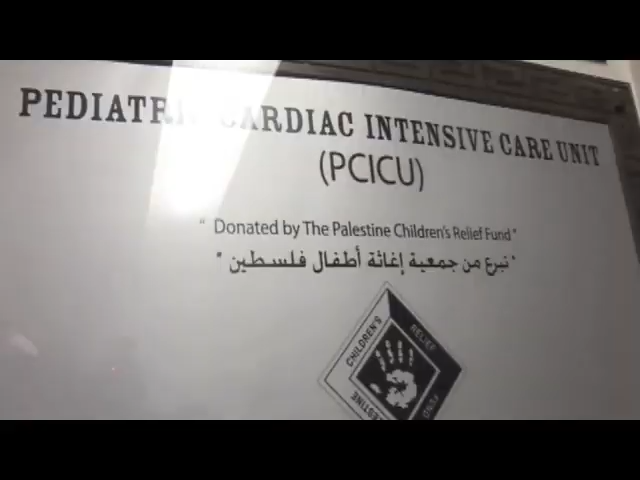 PEDIATRIC CARDIAC INTENSIVE CARE UNIT
(PCICU)
" Donated by The Palestine Children's Relief Fund "
" تبرع من جمعية إغاثة أطفال فلسطين "
CHILDREN'S
RELIEF
FUND